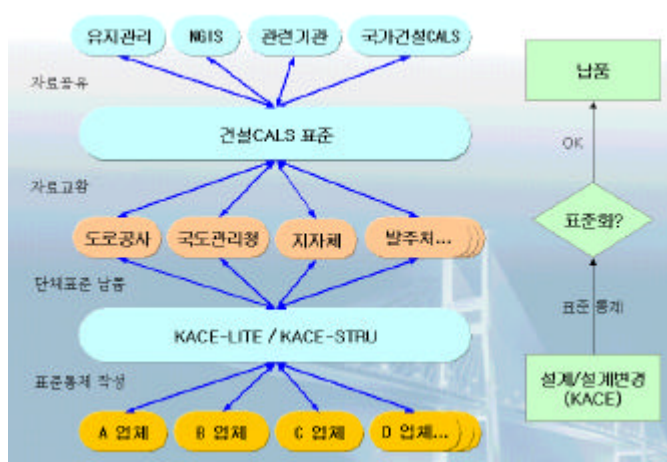 유지관리 NGIS 관련기관 국가건설CALS
자료공유
건설CALS 표준
자료교환
도로공사 국도관리청 지자체 발주처...
단체표준 납품
KACE-LITE / KACE-STRU
표준통제 작성
A 업체 B 업체 C 업체 D 업체...
납품
OK
표준화?
표준 통계
설계/설계변경
(KACE)